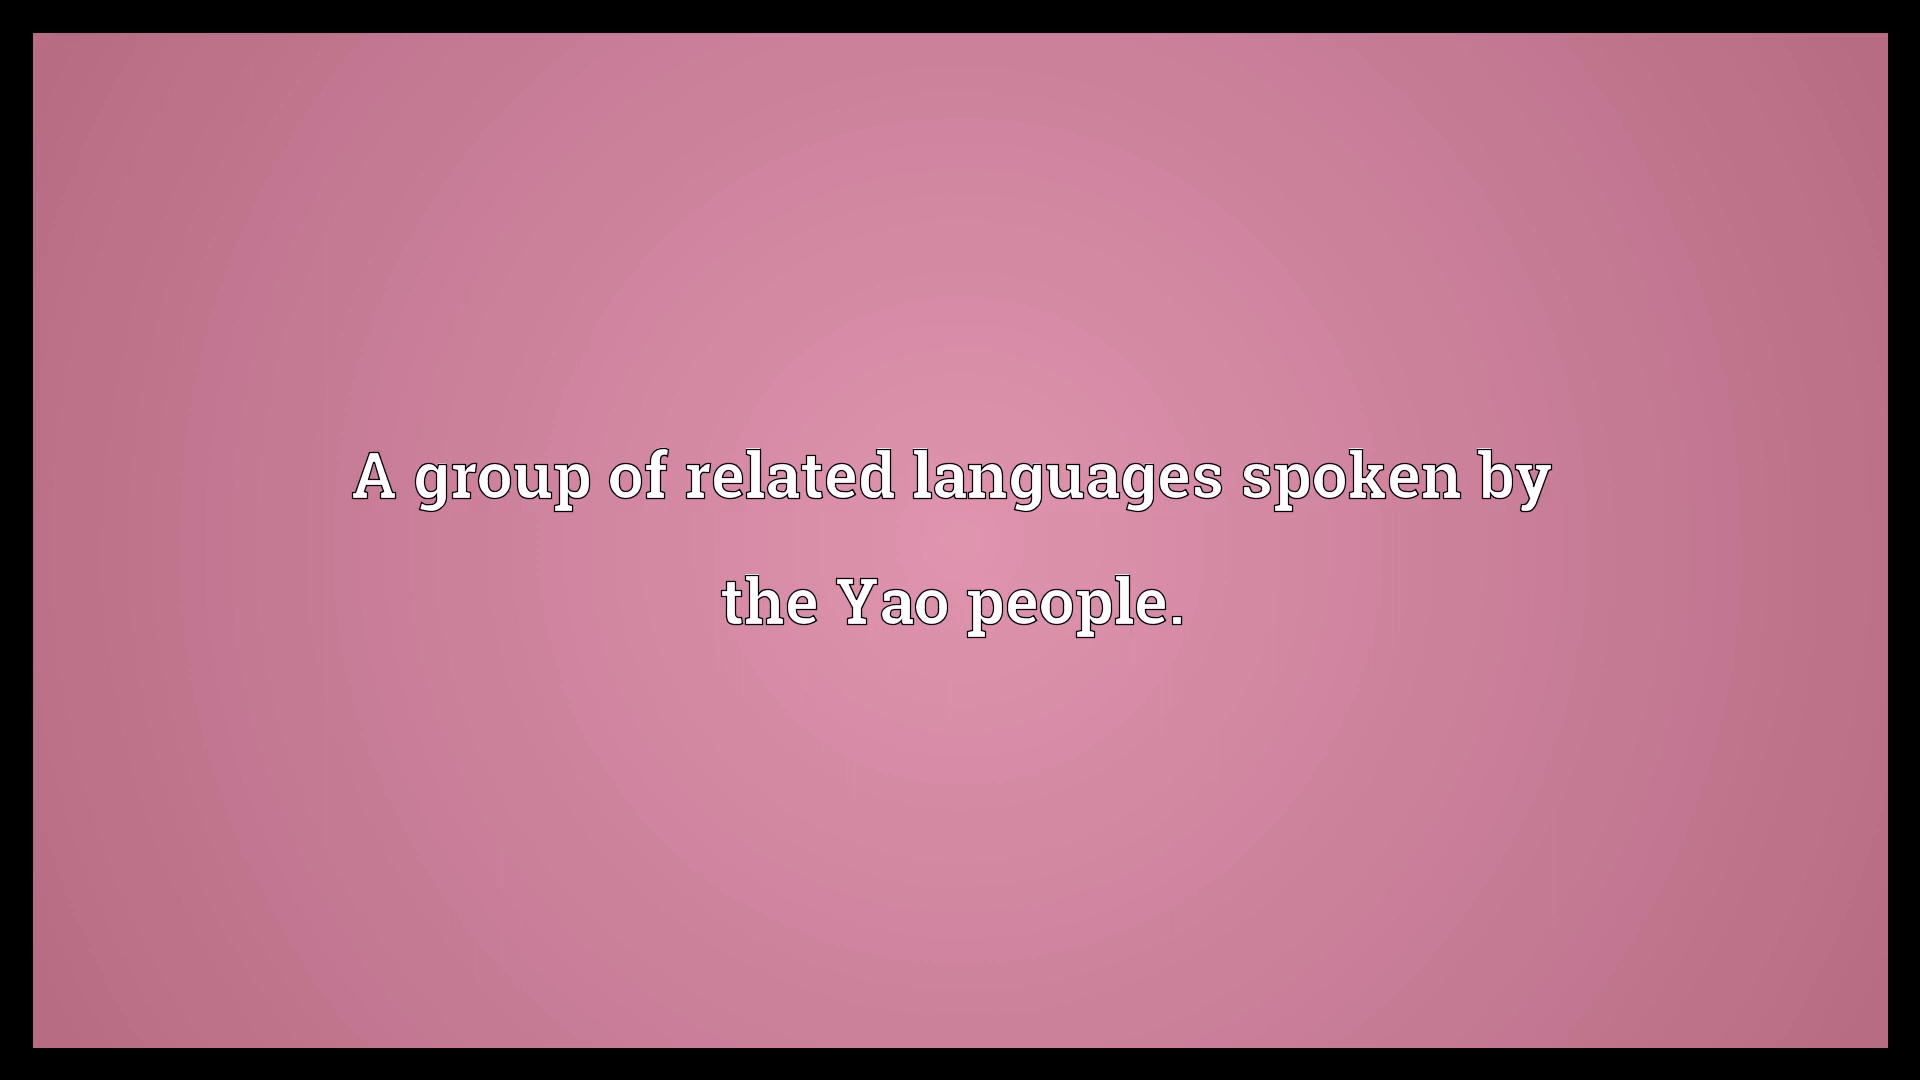 A group of related languages spoken by
the Yao people.